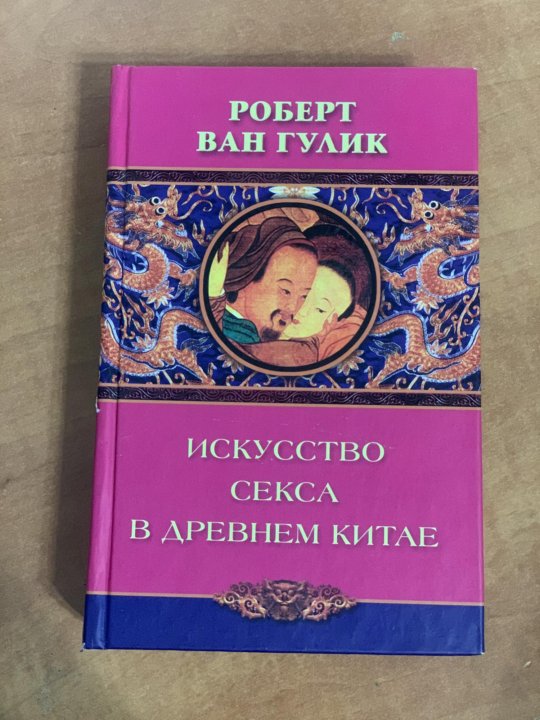 РОБЕРТ
ВАН ГУЛИК
ИСКУССТВО
СЕКСА
В ДРЕВНЕМ КИТАЕ